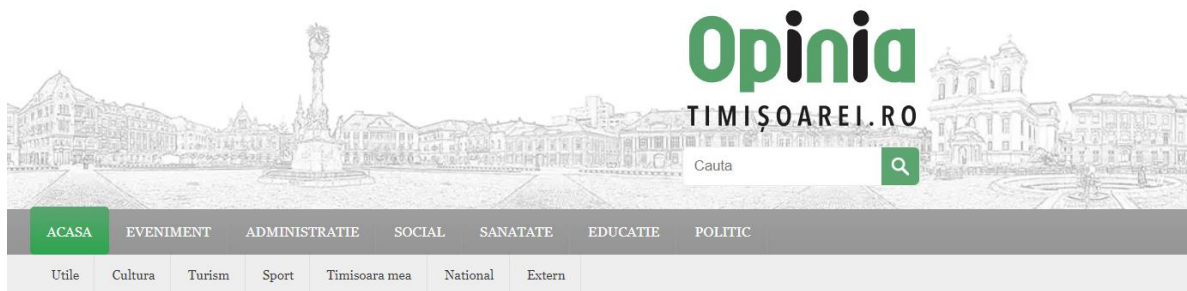 Opinia
TIMIȘOAREI.RO
Cauta
ACASA EVENIMENT ADMINISTRATIE SOCIAL SANATATE EDUCATIE POLITIC
Utile Cultura Turism Sport Timisoara mea National Extern